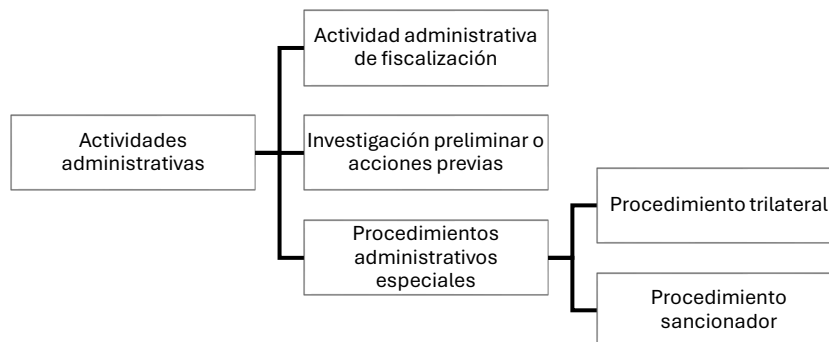 Actividad administrativa
de fiscalización
Actividades
administrativas
Investigación preliminar o
acciones previas
Procedimientos
administrativos
especiales
Procedimiento trilateral
Procedimiento
sancionador